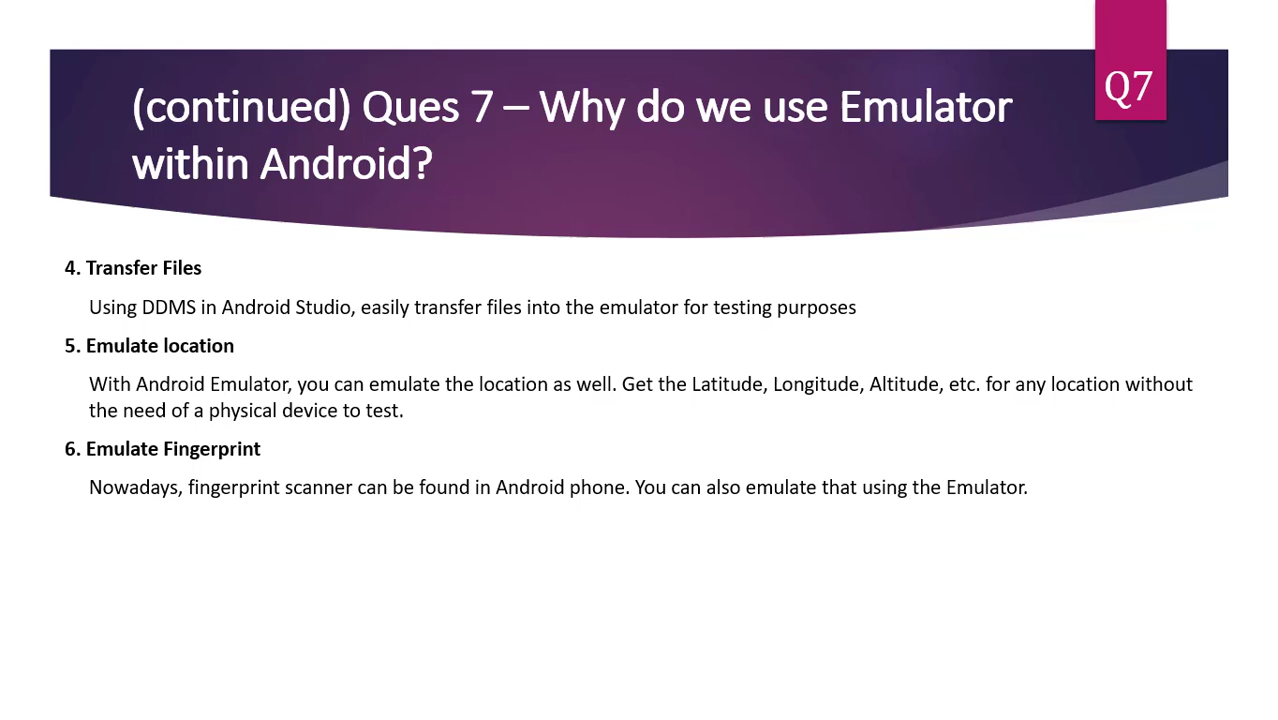 Q7
(continued) Ques 7 – Why do we use Emulator
within Android?
4. Transfer Files
Using DDMS in Android Studio, easily transfer files into the emulator for testing purposes
5. Emulate location
With Android Emulator, you can emulate the location as well. Get the Latitude, Longitude, Altitude, etc. for any location without
the need of a physical device to test.
6. Emulate Fingerprint
Nowadays, fingerprint scanner can be found in Android phone. You can also emulate that using the Emulator.